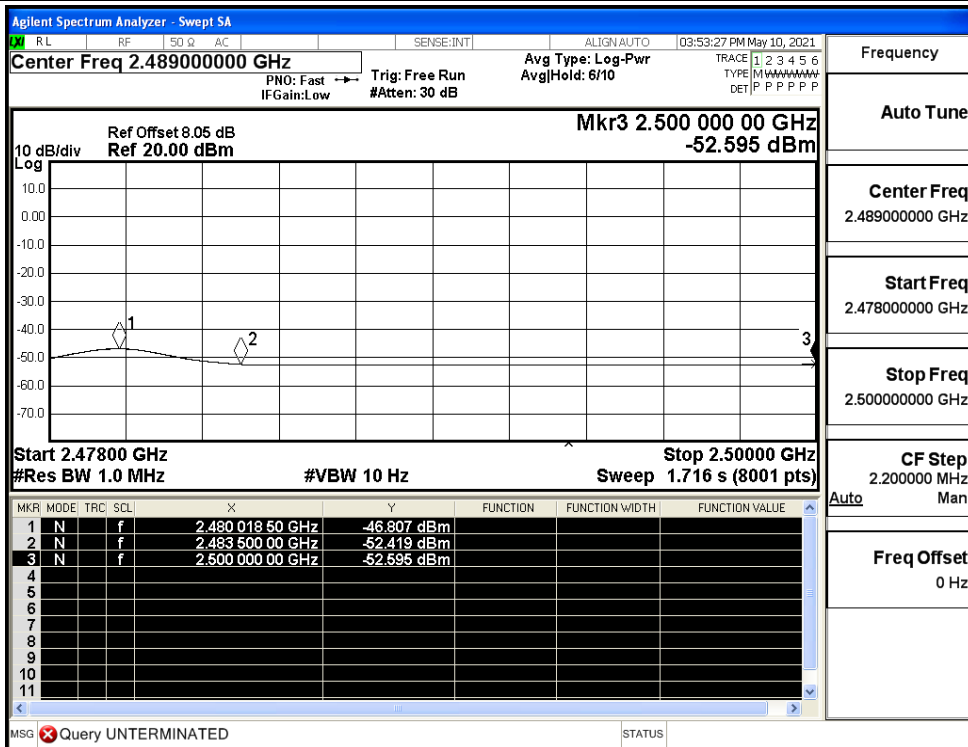 Agilent Spectrum Analyzer - Swept SA
LXI RL RF 50 Ω AC SENSE:INT ALIGN AUTO 03:53:27 PM May 10, 2021
Center Freq 2.489000000 GHz
PNO: Fast
IFGain:Low
Trig: Free Run
#Atten: 30 dB
Avg Type: Log-Pwr
Avg|Hold: 6/10
TRACE 1 2 3 4 5 6
TYPE M WWWWW
DET P P P P P P
Ref Offset 8.05 dB
10 dB/div Ref 20.00 dBm
Log
Mkr3 2.500 000 00 GHz
-52.595 dBm
10.0
0.00
-10.0
-20.0
-30.0
-40.0
-50.0
-60.0
-70.0
1
2
3
Start 2.47800 GHz Stop 2.50000 GHz
#Res BW 1.0 MHz #VBW 10 Hz Sweep 1.716 s (8001 pts)
MKR MODE TRC SCL X Y FUNCTION FUNCTION WIDTH FUNCTION VALUE
1 N f 2.480 018 50 GHz -46.807 dBm
2 N f 2.483 500 00 GHz -52.419 dBm
3 N f 2.500 000 00 GHz -52.595 dBm
4
5
6
7
8
9
10
11
MSG Query UNTERMINATED STATUS
Frequency
Auto Tune
Center Freq
2.489000000 GHz
Start Freq
2.478000000 GHz
Stop Freq
2.500000000 GHz
CF Step
2.200000 MHz
Auto Man
Freq Offset
0 Hz